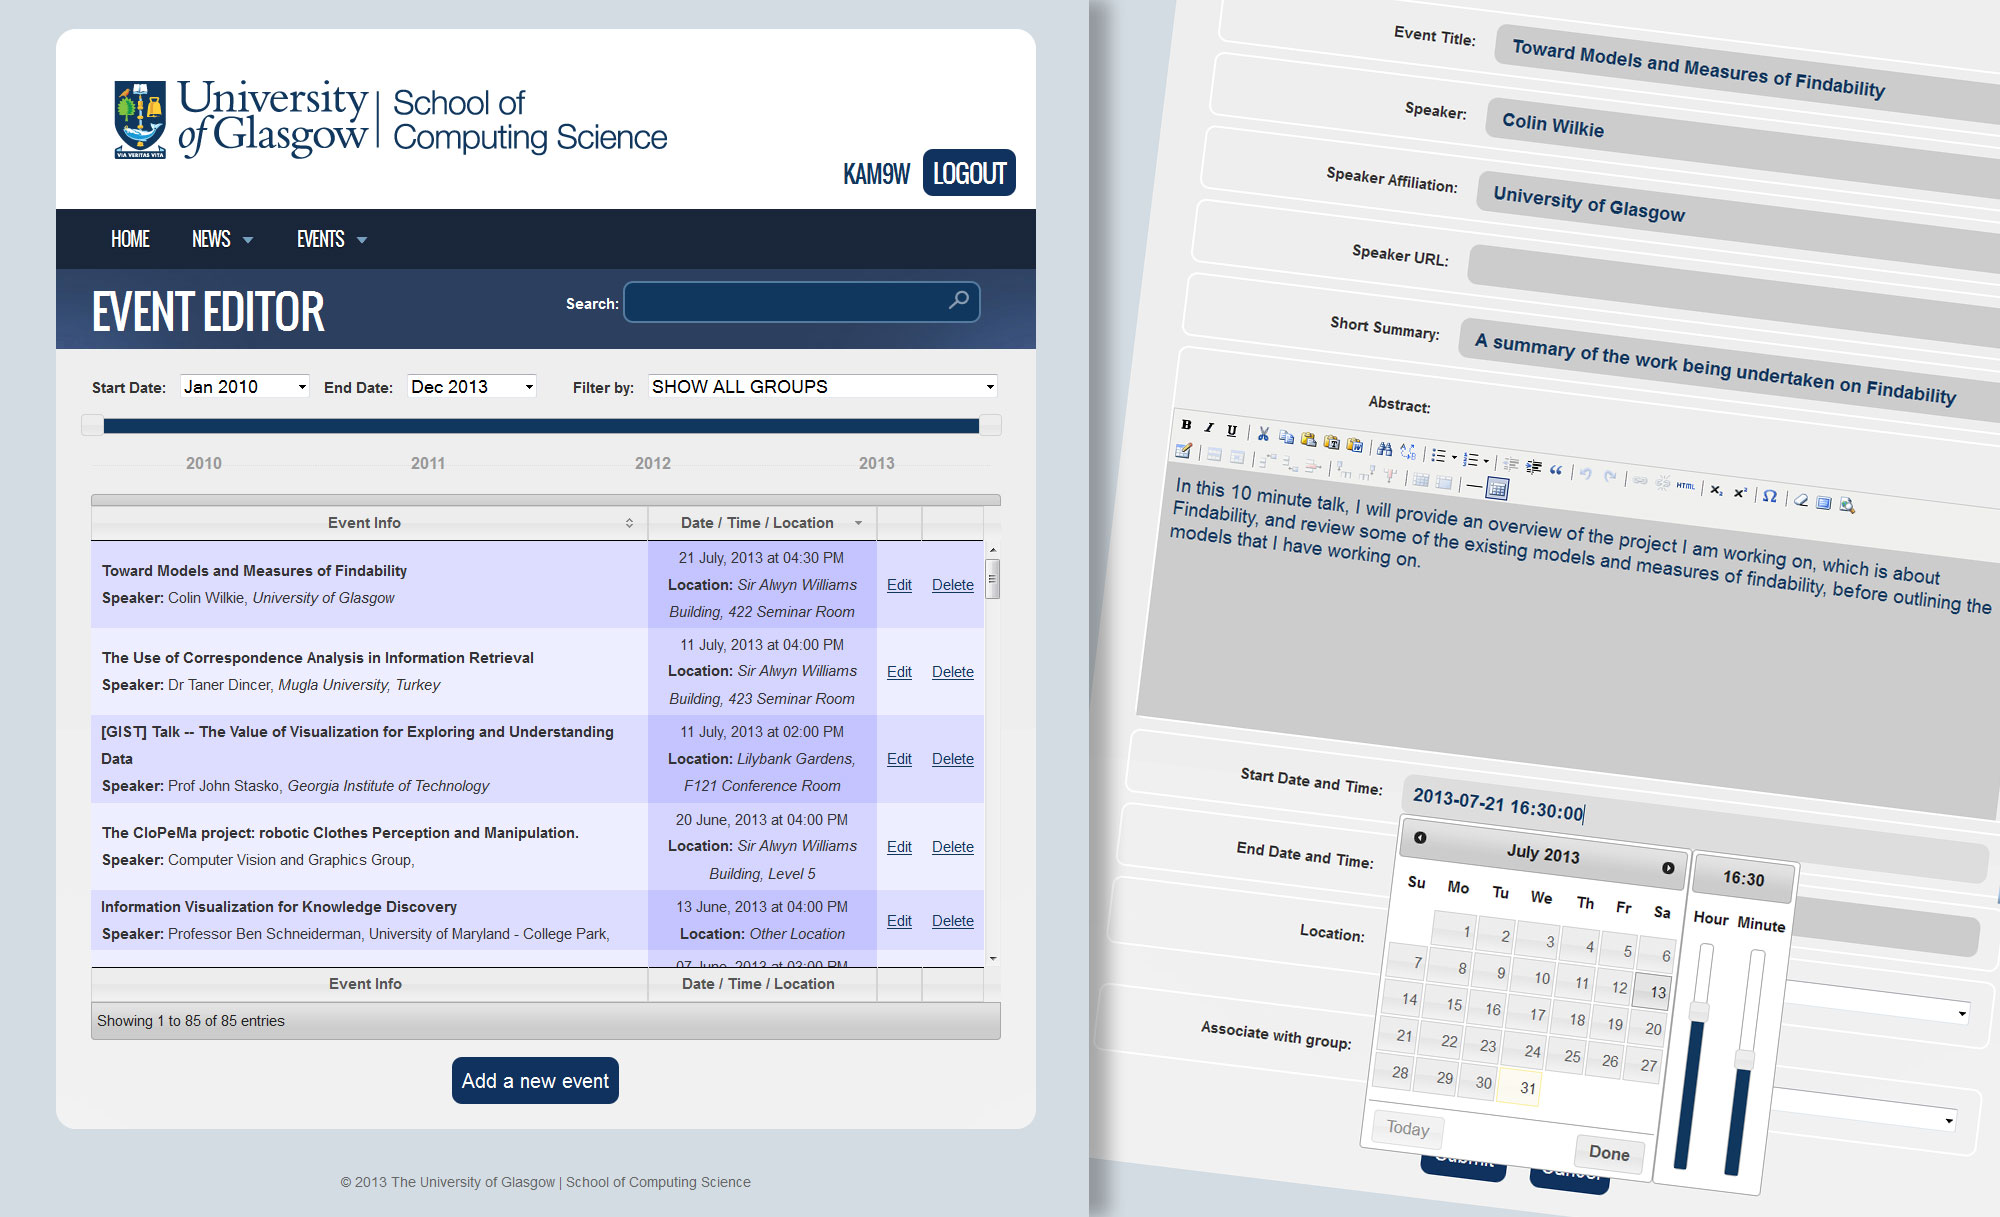 University of Glasgow | School of Computing Science
VIA VERITAS VITA
KAM9W LOGOUT
HOME NEWS EVENTS
EVENT EDITOR
Search:
Start Date: Jan 2010 End Date: Dec 2013 Filter by: SHOW ALL GROUPS
2010 2011 2012 2013
Event Info Date / Time / Location
Toward Models and Measures of Findability
Speaker: Colin Wilkie, University of Glasgow
21 July, 2013 at 04:30 PM
Location: Sir Alwyn Williams
Building, 422 Seminar Room
Edit Delete
The Use of Correspondence Analysis in Information Retrieval
Speaker: Dr Taner Dincer, Mugla University, Turkey
11 July, 2013 at 04:00 PM
Location: Sir Alwyn Williams
Building, 423 Seminar Room
Edit Delete
[GIST] Talk -- The Value of Visualization for Exploring and Understanding
Data
Speaker: Prof John Stasko, Georgia Institute of Technology
11 July, 2013 at 02:00 PM
Location: Lilybank Gardens,
F121 Conference Room
Edit Delete
The CloPeMa project: robotic Clothes Perception and Manipulation.
Speaker: Computer Vision and Graphics Group,
20 June, 2013 at 04:00 PM
Location: Sir Alwyn Williams
Building, Level 5
Edit Delete
Information Visualization for Knowledge Discovery
Speaker: Professor Ben Schneiderman, University of Maryland - College Park,
13 June, 2013 at 04:00 PM
Location: Other Location
Edit Delete
07 June, 2013 at 03:00 PM
Event Info Date / Time / Location
Showing 1 to 85 of 85 entries
Add a new event
© 2013 The University of Glasgow | School of Computing Science
Event Title: Toward Models and Measures of Findability
Speaker: Colin Wilkie
Speaker Affiliation: University of Glasgow
Speaker URL:
Short Summary: A summary of the work being undertaken on Findability
Abstract:
B I U
HTML
In this 10 minute talk, I will provide an overview of the project I am working on, which is about
Findability, and review some of the existing models and measures of findability, before outlining the
models that I have working on.
Start Date and Time: 2013-07-21 16:30:00
End Date and Time:
Location:
Associate with group:
July 2013
Su Mo Tu We Th Fr Sa
1 2 3 4 5 6
7 8 9 10 11 12 13
14 15 16 17 18 19 20
21 22 23 24 25 26 27
28 29 30 31
Today Done
16:30
Hour Minute
Submit Cancel